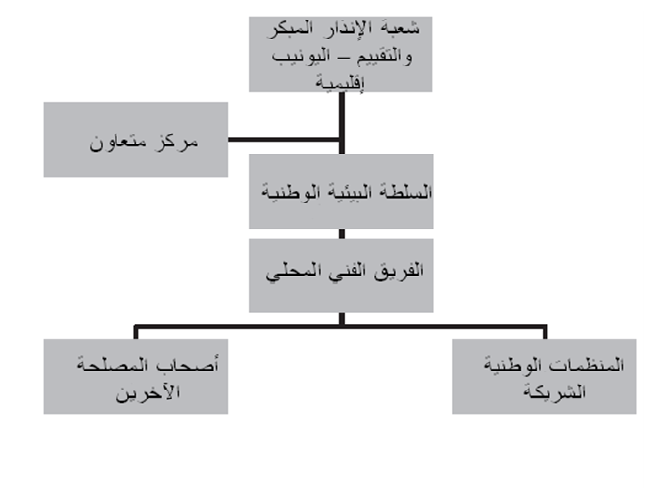 شعبة الإنذار المبكر
والتقييم – اليونيب
إقليمية
مركز متعاون
السلطة البيئية الوطنية
الفريق الفني المحلي
المنظمات الوطنية
الشريكة
أصحاب المصلحة
الآخرين